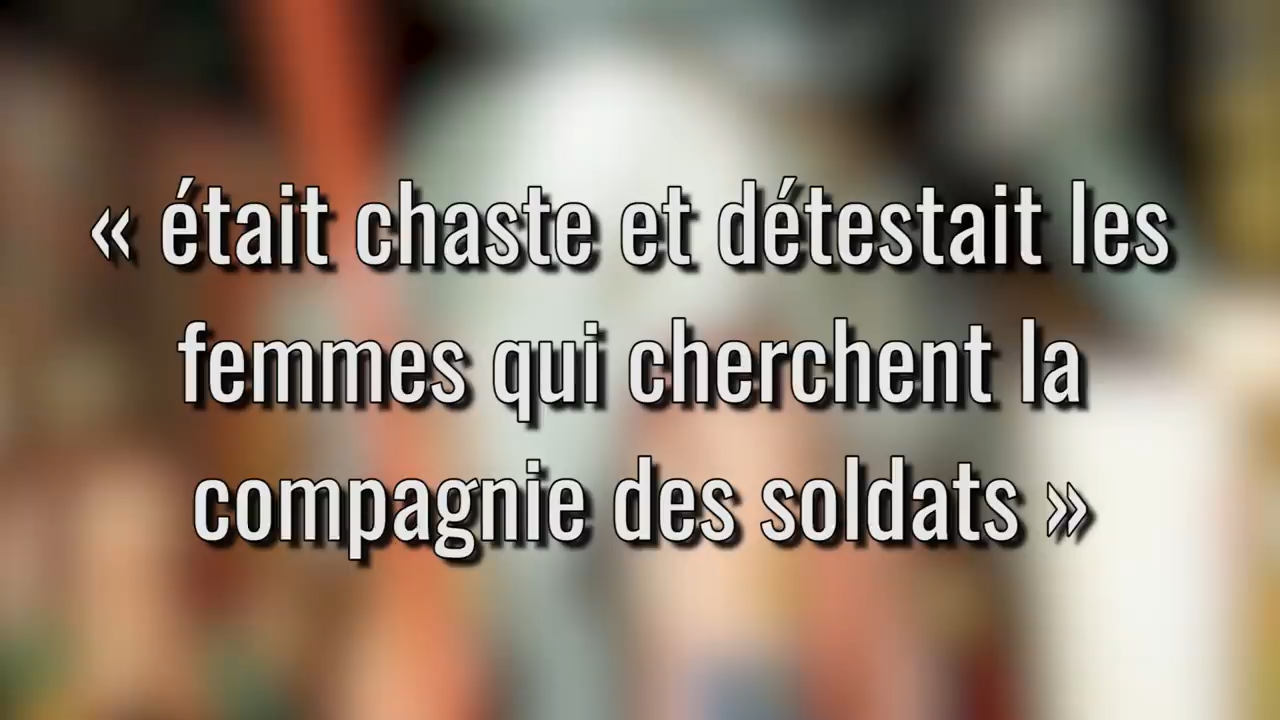 « était chaste et détestait les
femmes qui cherchent la
compagnie des soldats »